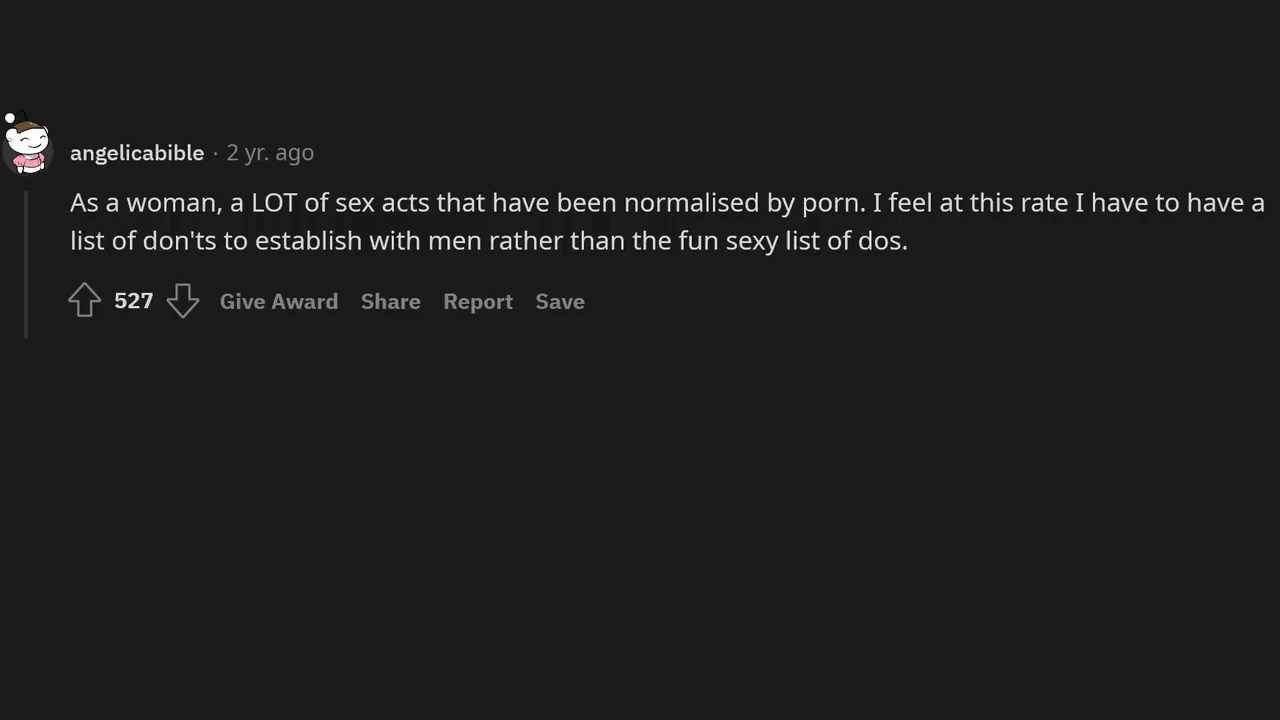 angelicabible · 2 yr. ago
As a woman, a LOT of sex acts that have been normalised by porn. I feel at this rate I have to have a
list of don'ts to establish with men rather than the fun sexy list of dos.
527 Give Award Share Report Save